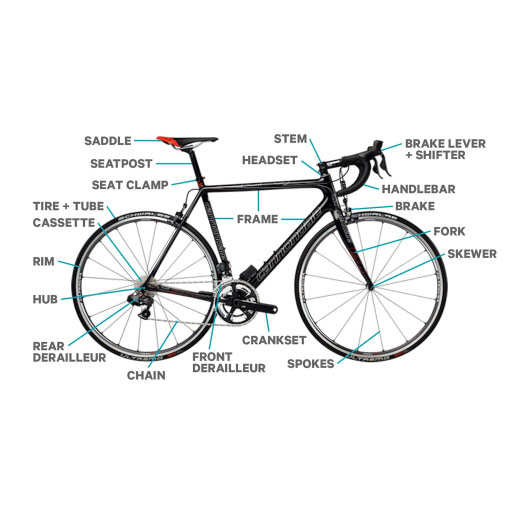 SADDLE
STEM
BRAKE LEVER
+ SHIFTER
SEATPOST
HEADSET
SEAT CLAMP
HANDLEBAR
TIRE + TUBE
BRAKE
CASSETTE
FRAME
FORK
SKEWER
RIM
cannondale
HUB
CRANKSET
REAR
DERAILLEUR
FRONT
DERAILLEUR
SPOKES
CHAIN